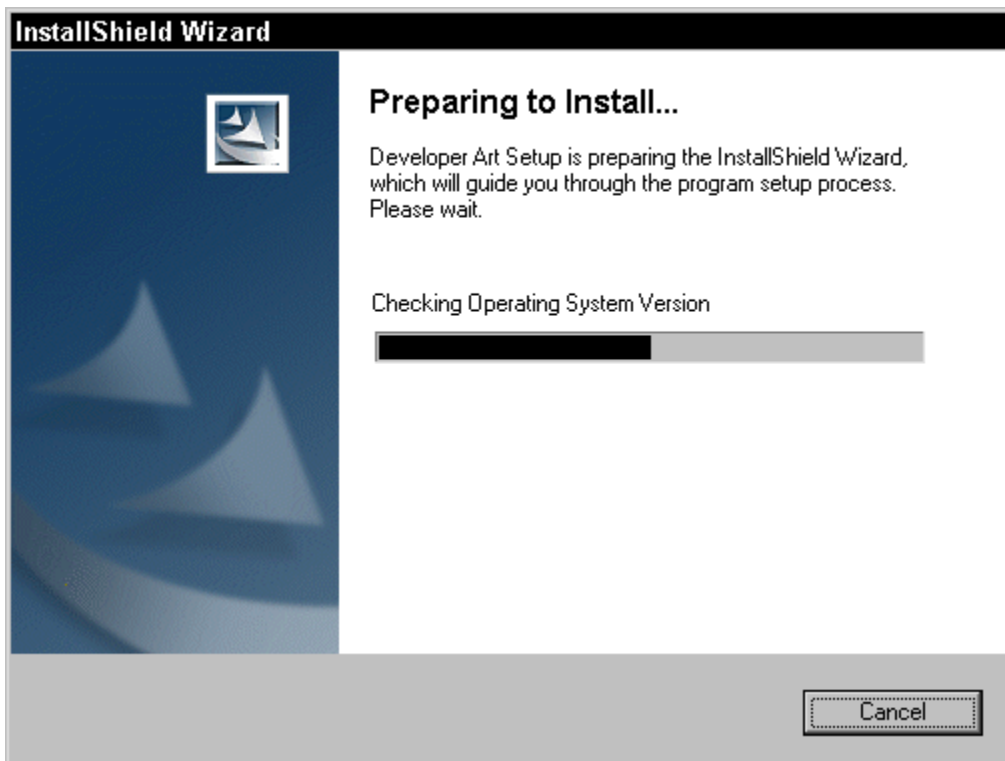 InstallShield Wizard
Preparing to Install...
Developer Art Setup is preparing the InstallShield Wizard,
which will guide you through the program setup process.
Please wait.
Checking Operating System Version
Cancel